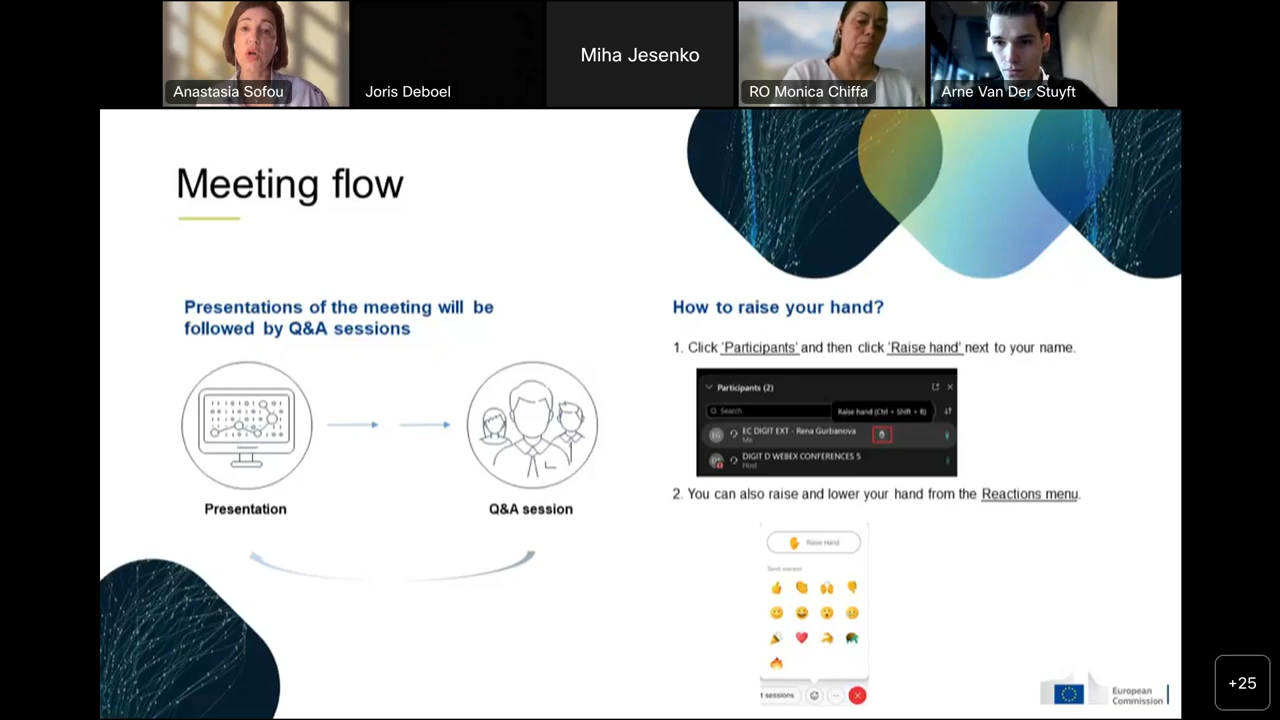 Anastasia Sofou
Joris Deboel
Miha Jesenko
RO Monica Chiffa
Arne Van Der Stuyft
Meeting flow
Presentations of the meeting will be
followed by Q&A sessions
Presentation
Q&A session
How to raise your hand?
1. Click 'Participants' and then click 'Raise hand' next to your name.
Participants (2)
Search
Raise hand (Ctrl + Shift + R)
EC DIGIT EXT - Rena Gurbanova
Me
DIGIT D WEBEX CONFERENCES 5
Host
2. You can also raise and lower your hand from the Reactions menu.
Raise Hand
t sessions
European
Commission
+25